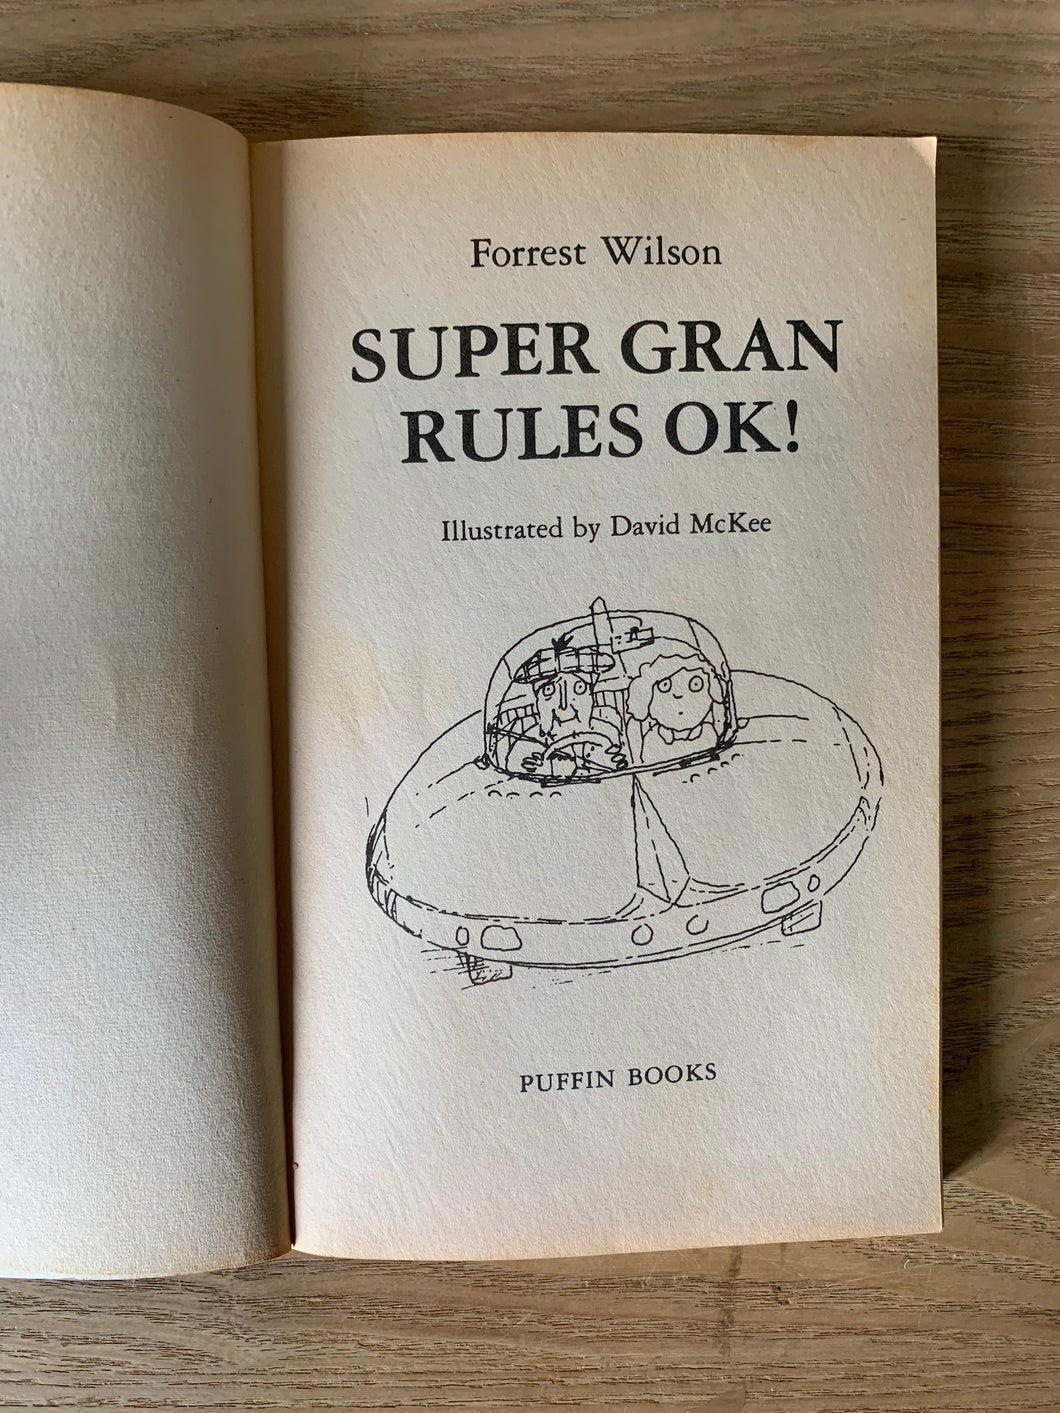 Forrest Wilson
SUPER GRAN
RULES OK!
Illustrated by David McKee
PUFFIN BOOKS